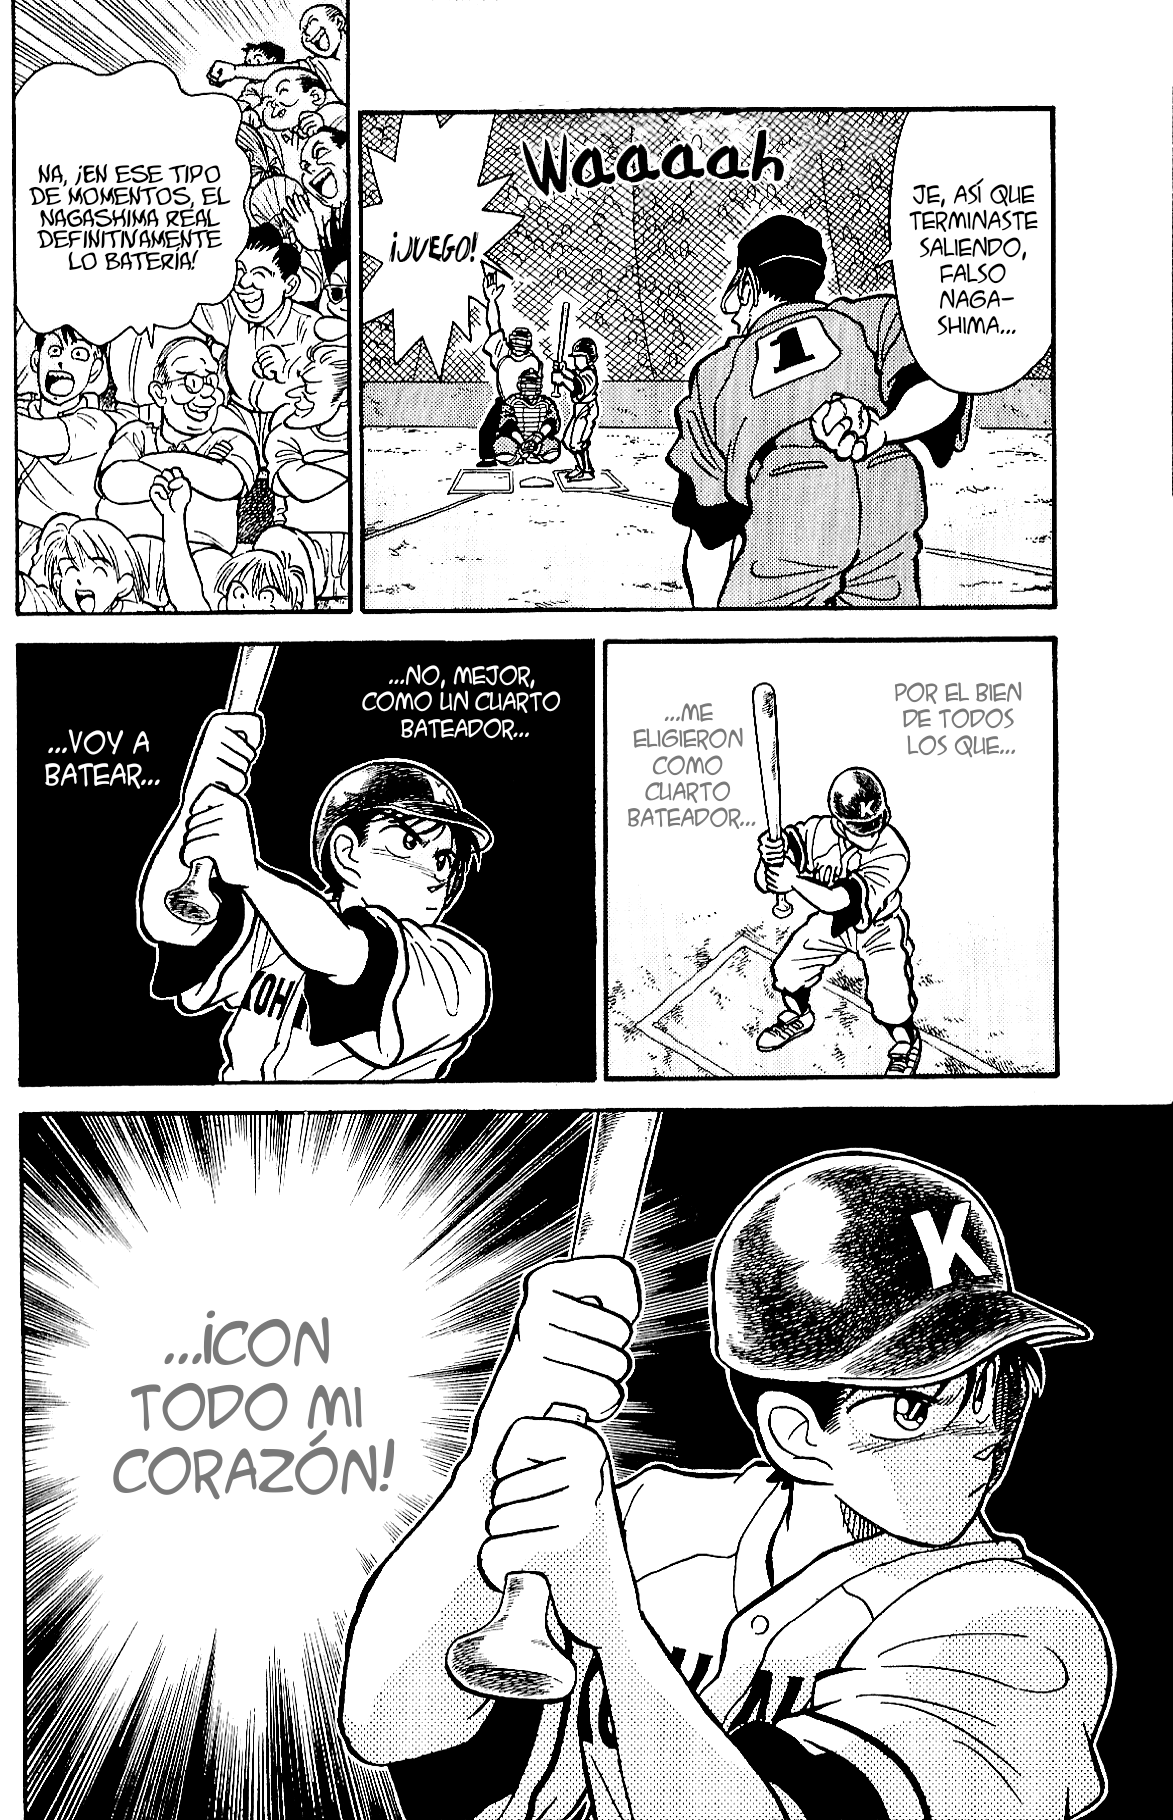 JE, ASÍ QUE
TERMINASTE
SALIENDO,
FALSO
NAGA-
SHIMA...
Waaaah
¡JUEGO!
1
NA, ¡EN ESE TIPO
DE MOMENTOS, EL
NAGASHIMA REAL
DEFINITIVAMENTE
LO BATERÍA!
POR EL BIEN
DE TODOS
LOS QUE...
...ME
ELIGIERON
COMO
CUARTO
BATEADOR...
K
...NO, MEJOR,
COMO UN CUARTO
BATEADOR...
...VOY A
BATEAR...
K
KOH
K
...¡CON
TODO MI
CORAZÓN!